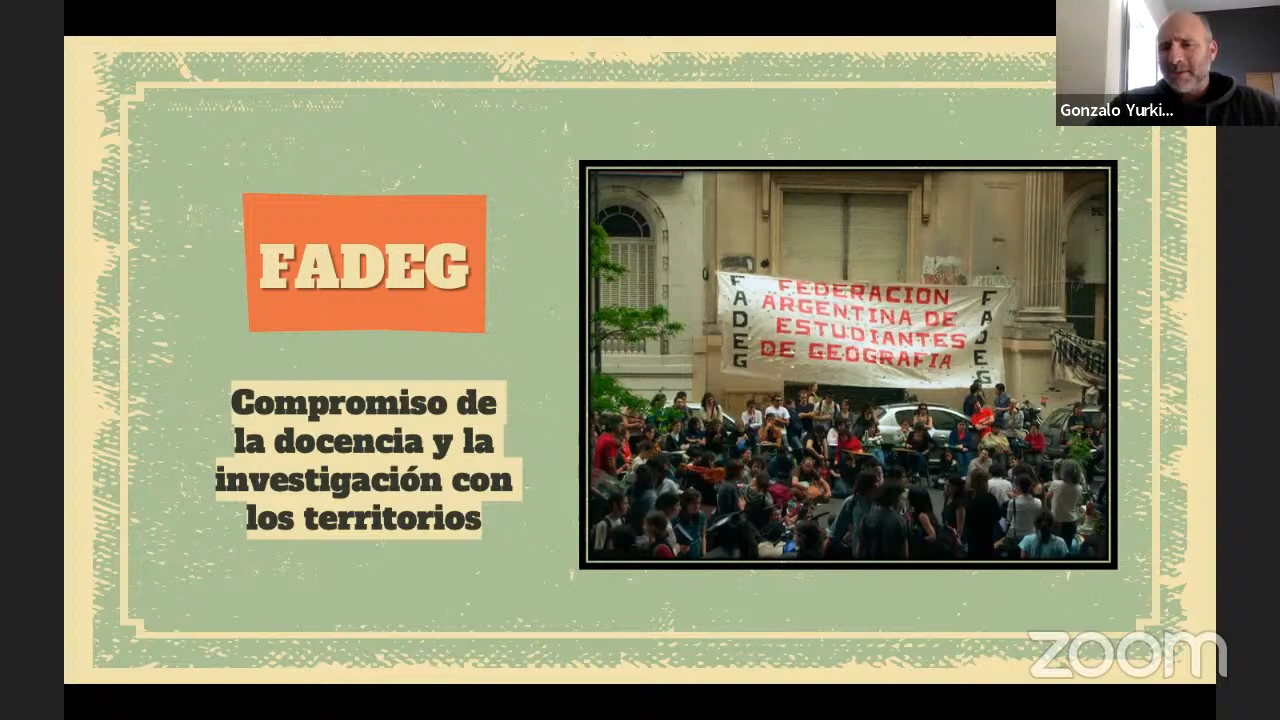 Gonzalo Yurki...
FADEG
Compromiso de
la docencia y la
investigación con
los territorios
FADEG
FEDERACION
ARGENTINA DE
ESTUDIANTES
DE GEOGRAFIA
FADEG
zoom